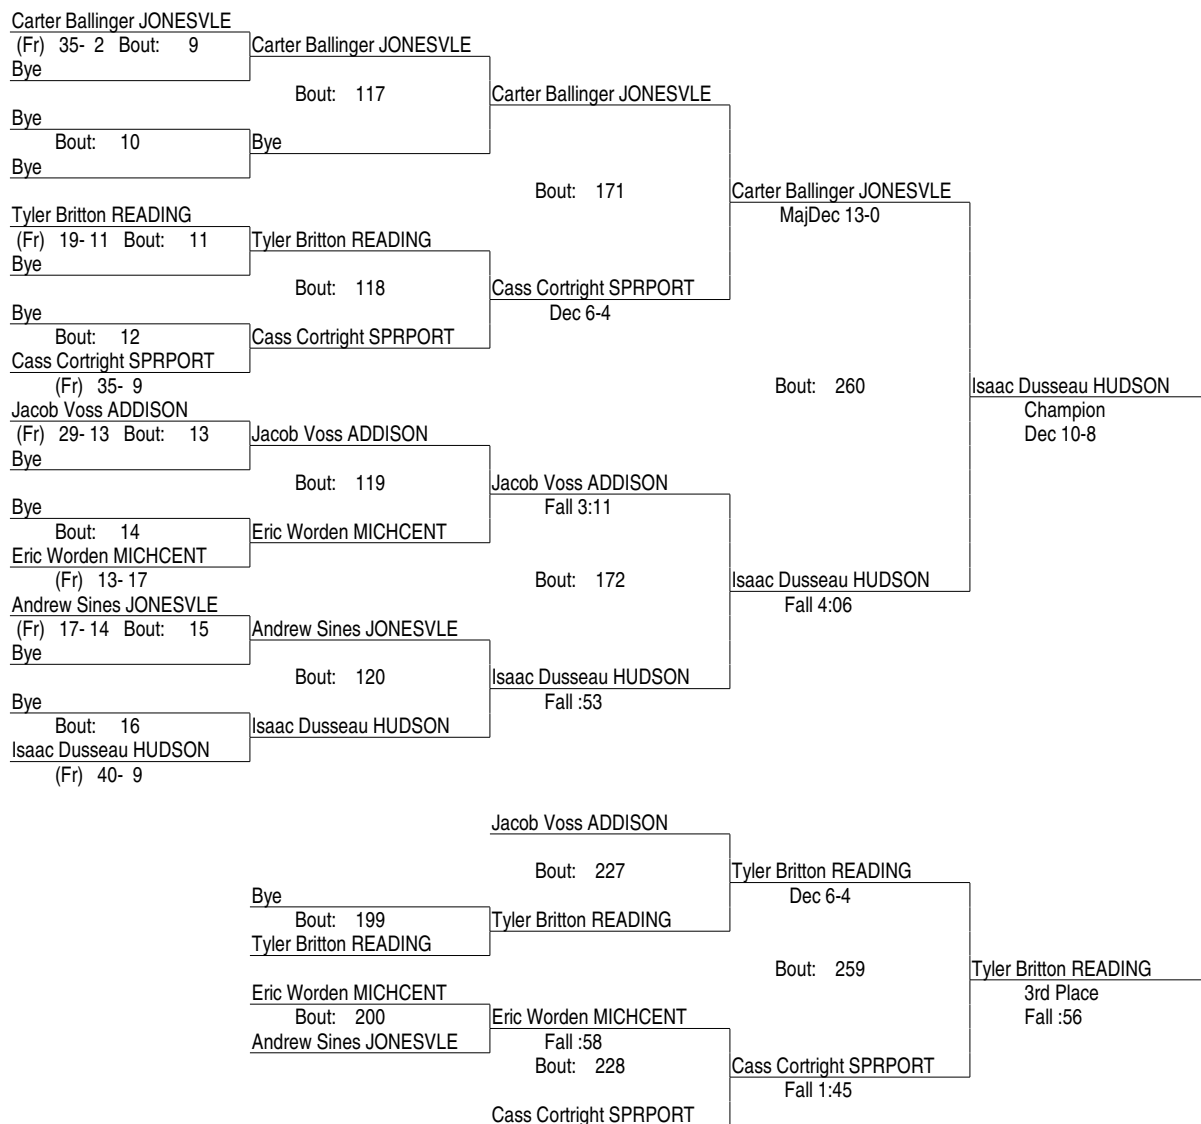 Carter Ballinger JONESVLE
(Fr) 35- 2 Bout: 9
Carter Ballinger JONESVLE
Bye
Bout: 117
Carter Ballinger JONESVLE
Bye
Bout: 10
Bye
Bye
Bout: 171
Carter Ballinger JONESVLE
MajDec 13-0
Tyler Britton READING
(Fr) 19- 11 Bout: 11
Tyler Britton READING
Bye
Bout: 118
Cass Cortright SPRPORT
Dec 6-4
Bye
Bout: 12
Cass Cortright SPRPORT
Cass Cortright SPRPORT
(Fr) 35- 9
Bout: 260
Isaac Dusseau HUDSON
Champion
Dec 10-8
Jacob Voss ADDISON
(Fr) 29- 13 Bout: 13
Jacob Voss ADDISON
Bye
Bout: 119
Jacob Voss ADDISON
Fall 3:11
Bye
Bout: 14
Eric Worden MICHCENT
Eric Worden MICHCENT
(Fr) 13- 17
Bout: 172
Isaac Dusseau HUDSON
Fall 4:06
Andrew Sines JONESVLE
(Fr) 17- 14 Bout: 15
Andrew Sines JONESVLE
Bye
Bout: 120
Isaac Dusseau HUDSON
Fall :53
Bye
Bout: 16
Isaac Dusseau HUDSON
Isaac Dusseau HUDSON
(Fr) 40- 9
Jacob Voss ADDISON
Bout: 227
Tyler Britton READING
Dec 6-4
Bye
Bout: 199
Tyler Britton READING
Tyler Britton READING
Bout: 259
Tyler Britton READING
3rd Place
Fall :56
Eric Worden MICHCENT
Bout: 200
Eric Worden MICHCENT
Andrew Sines JONESVLE
Fall :58
Bout: 228
Cass Cortright SPRPORT
Fall 1:45
Cass Cortright SPRPORT